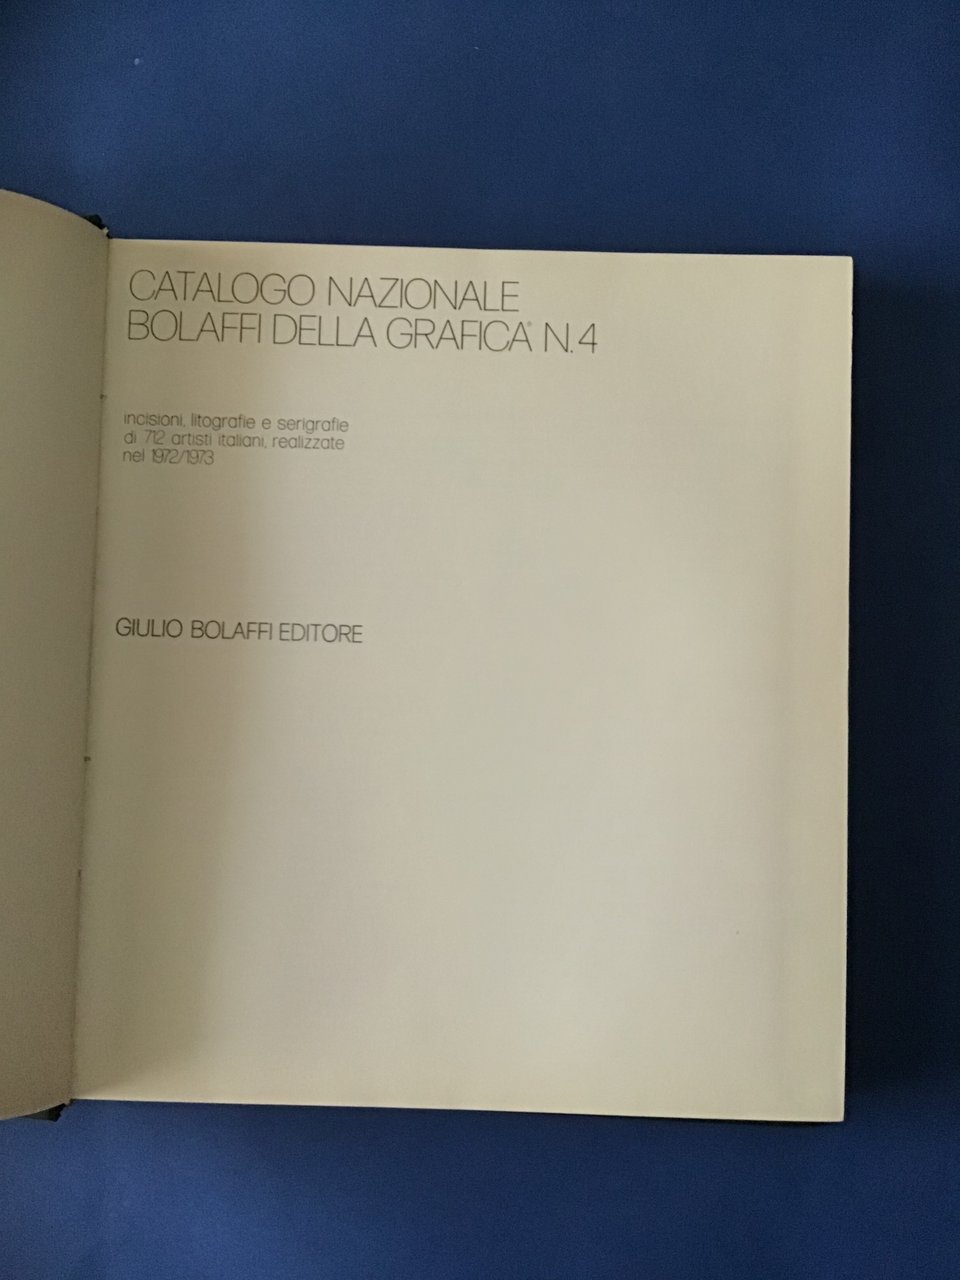 CATALOGO NAZIONALE
BOLAFFI DELLA GRAFICA® N. 4
incisioni, litografie e serigrafie
di 712 artisti italiani, realizzate
nel 1972/1973
GIULIO BOLAFFI EDITORE